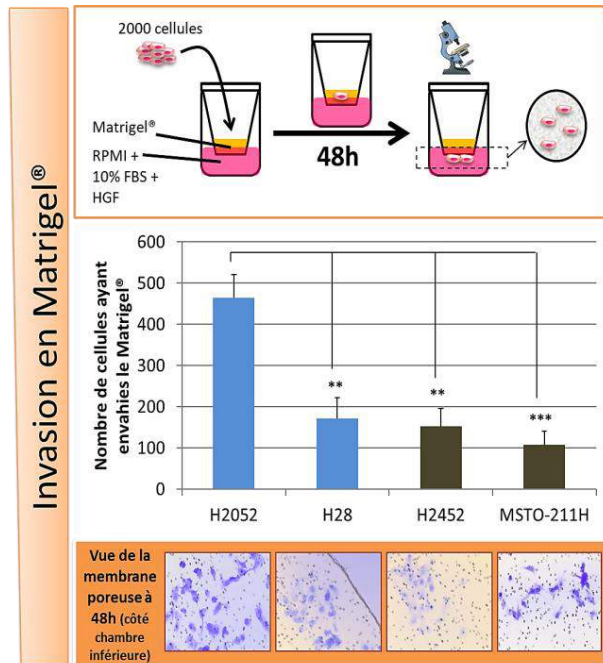 Invasion en Matrigel®
2000 cellules
Matrigel®
RPMI +
10% FBS +
HGF
48h
Nombre de cellules ayant
envahies le Matrigel®
600
500
400
300
200
100
0
**
**
***
H2052
H28
H2452
MSTO-211H
Vue de la
membrane
poreuse à
48h (côté
chambre
inférieure)